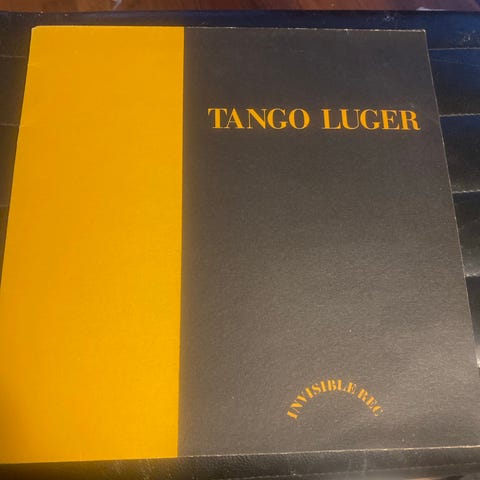 TANGO LUGER
INVISIBLE REC